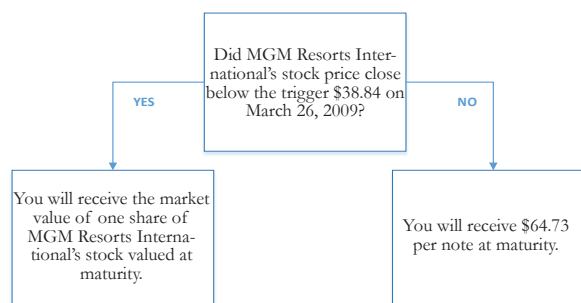 Did MGM Resorts Inter-
national's stock price close
below the trigger $38.84 on
March 26, 2009?
YES
NO
You will receive the market
value of one share of
MGM Resorts Interna-
tional's stock valued at
maturity.
You will receive $64.73
per note at maturity.